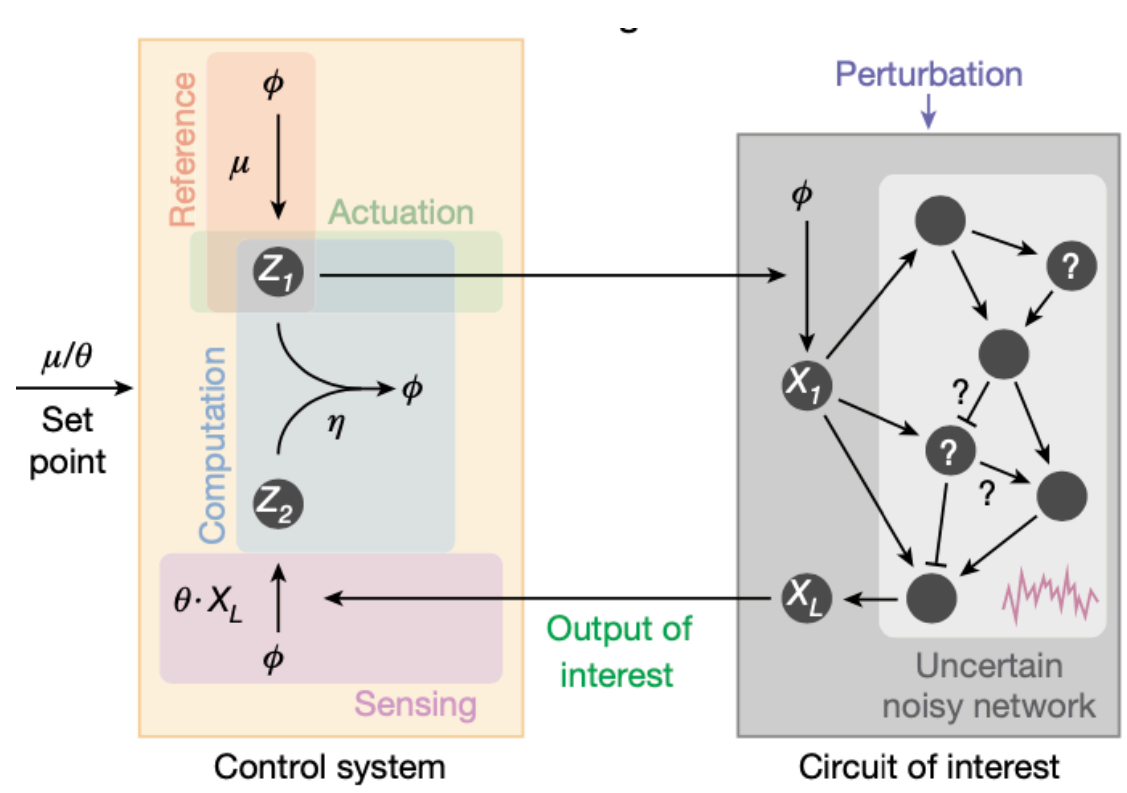 Perturbation
Reference
ϕ
μ
Actuation
Z1
ϕ
?
μ/θ
Set
point
Computation
ϕ
η
X1
?
?
?
Z2
θ· XL
ϕ
XL
Output of
interest
Sensing
Uncertain
noisy network
Control system
Circuit of interest